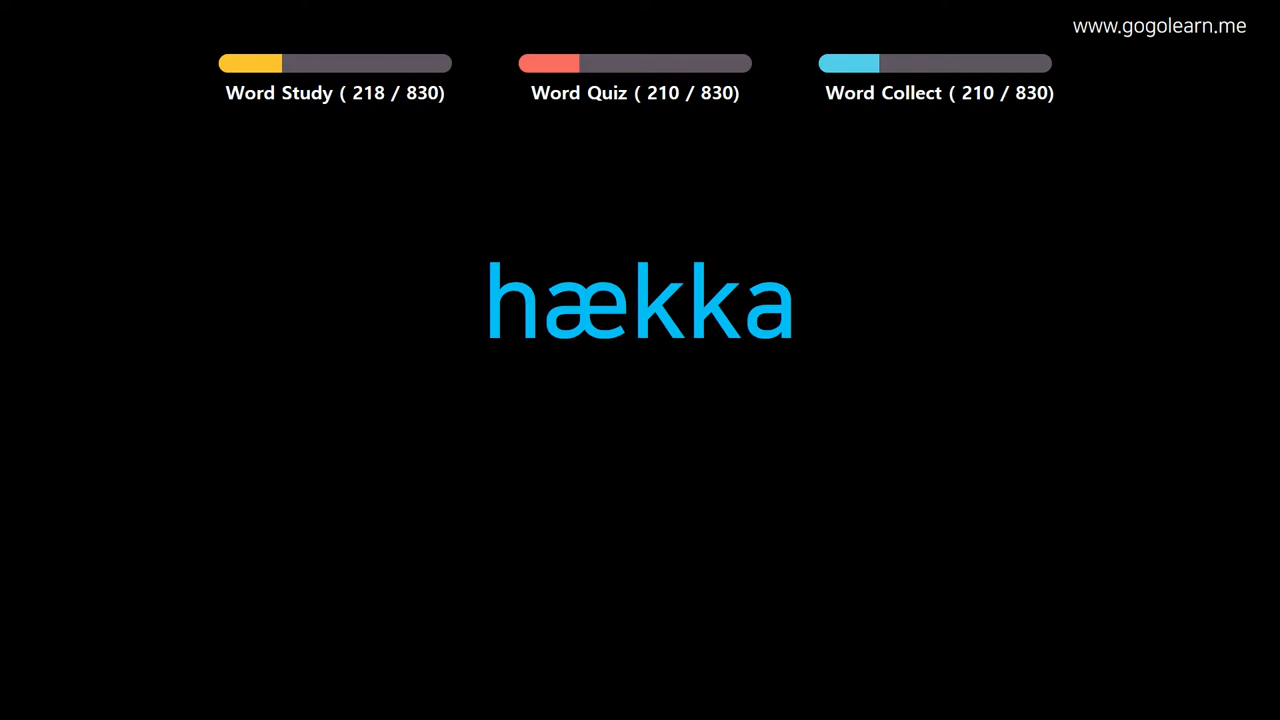 www.gogolearn.me
Word Study ( 218 / 830)
Word Quiz ( 210 / 830)
Word Collect ( 210 / 830)
hækka